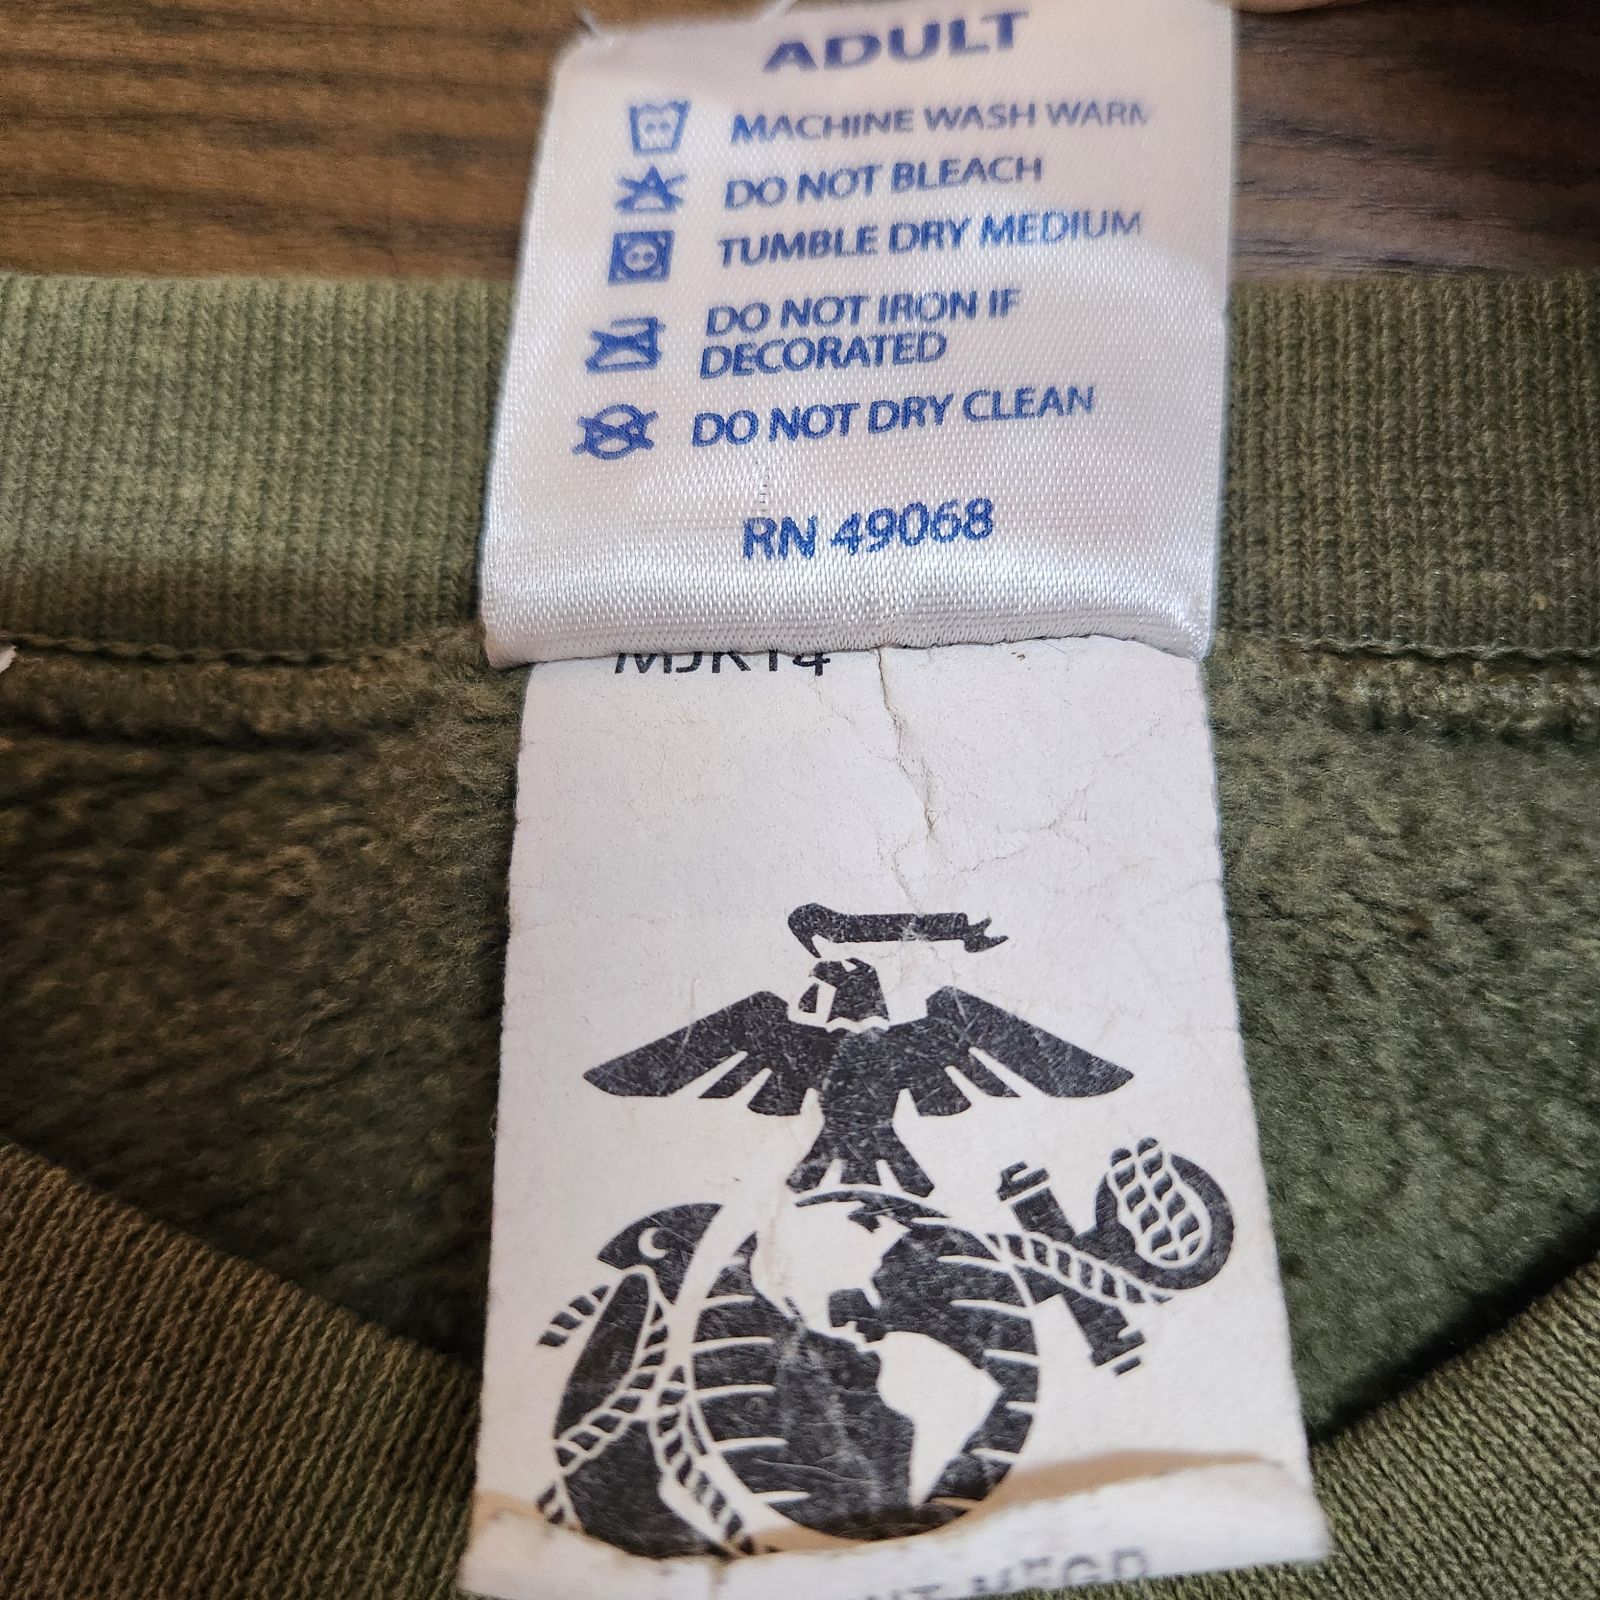 ADULT
MACHINE WASH WARM
DO NOT BLEACH
TUMBLE DRY MEDIUM
DO NOT IRON IF
DECORATED
DO NOT DRY CLEAN
RN 49068
MJK14